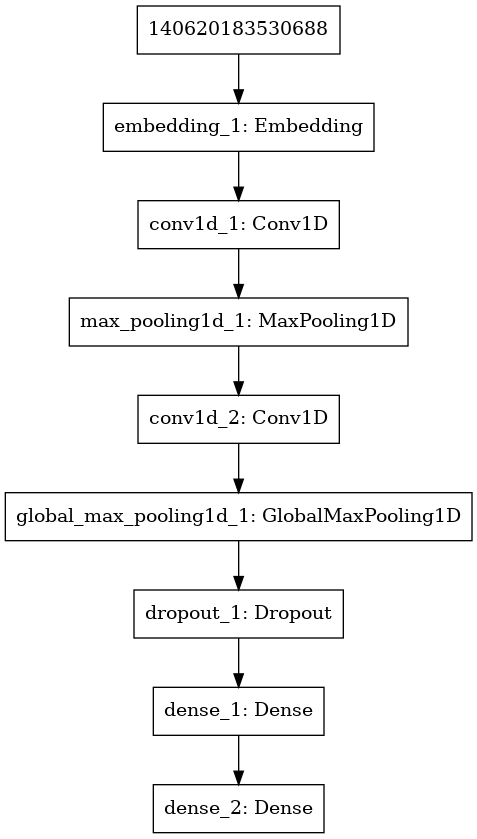 140620183530688
embedding_1: Embedding
conv1d_1: Conv1D
max_pooling1d_1: MaxPooling1D
conv1d_2: Conv1D
global_max_pooling1d_1: GlobalMaxPooling1D
dropout_1: Dropout
dense_1: Dense
dense_2: Dense